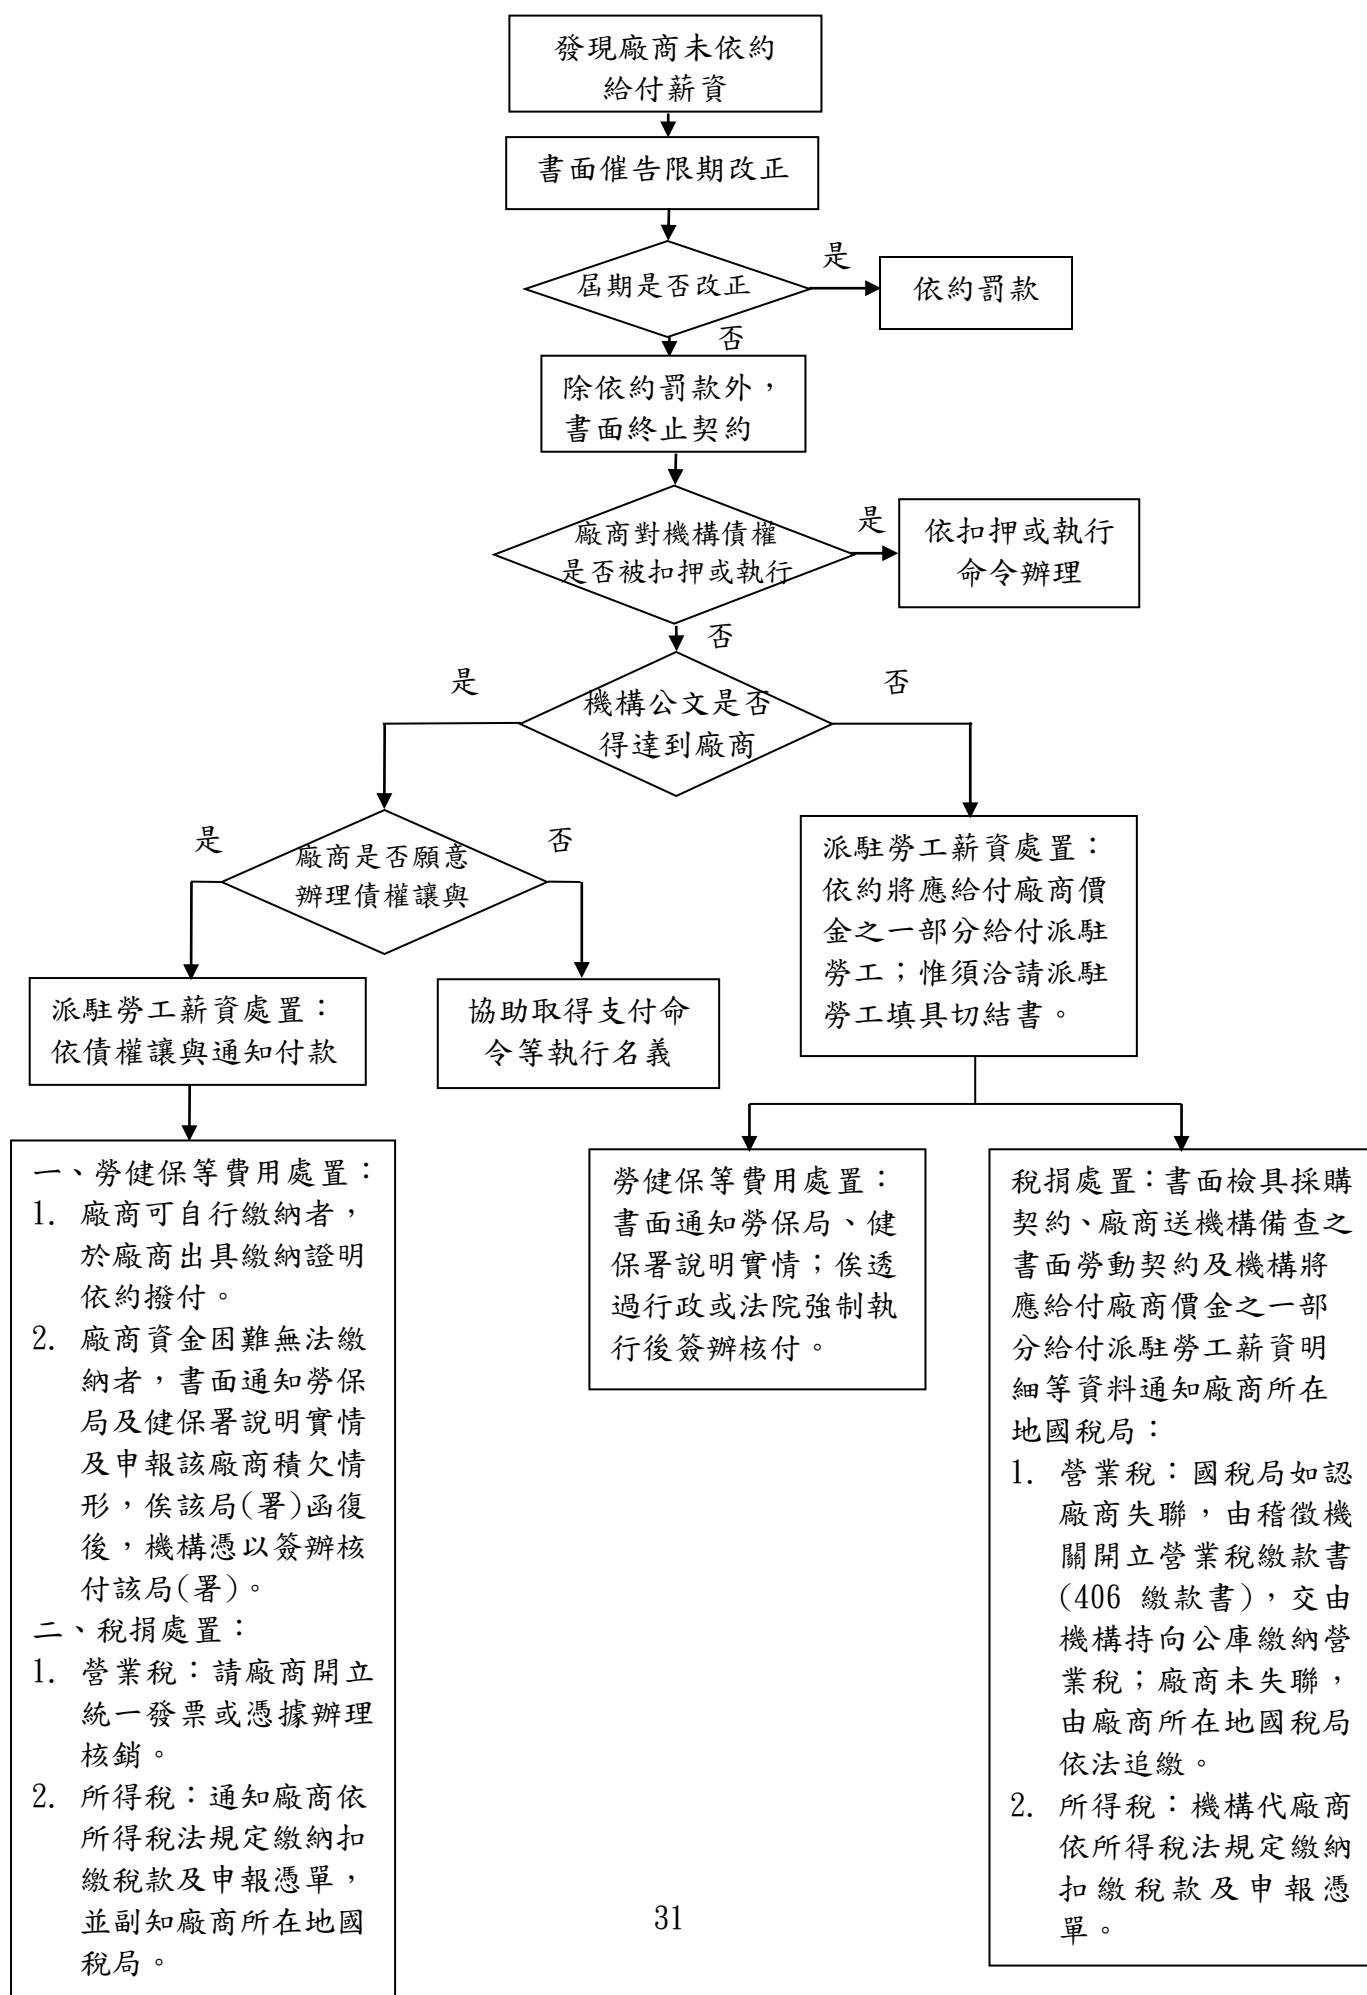 發現廠商未依約
給付薪資
書面催告限期改正
屆期是否改正
是
依約罰款
否
除依約罰款外，
書面終止契約
廠商對機構債權
是否被扣押或執行
是
依扣押或執行
命令辦理
否
機構公文是否
得達到廠商
是
否
廠商是否願意
辦理債權讓與
是
否
派駐勞工薪資處置：
依債權讓與通知付款
協助取得支付命
令等執行名義
派駐勞工薪資處置：
依約將應給付廠商價
金之一部分給付派駐
勞工；惟須洽請派駐
勞工填具切結書。
一、勞健保等費用處置：
1. 廠商可自行繳納者，
於廠商出具繳納證明
依約撥付。
2. 廠商資金困難無法繳
納者，書面通知勞保
局及健保署說明實情
及申報該廠商積欠情
形，俟該局(署)函復
後，機構憑以簽辦核
付該局(署)。
二、稅捐處置：
1. 營業稅：請廠商開立
統一發票或憑據辦理
核銷。
2. 所得稅：通知廠商依
所得稅法規定繳納扣
繳稅款及申報憑單，
並副知廠商所在地國
稅局。
勞健保等費用處置：
書面通知勞保局、健
保署說明實情；俟透
過行政或法院強制執
行後簽辦核付。
稅捐處置：書面檢具採購
契約、廠商送機構備查之
書面勞動契約及機構將
應給付廠商價金之一部
分給付派駐勞工薪資明
細等資料通知廠商所在
地國稅局：
1. 營業稅：國稅局如認
廠商失聯，由稽徵機
關開立營業稅繳款書
(406 繳款書)，交由
機構持向公庫繳納營
業稅；廠商未失聯，
由廠商所在地國稅局
依法追繳。
2. 所得稅：機構代廠商
依所得稅法規定繳納
扣繳稅款及申報憑
單。
31